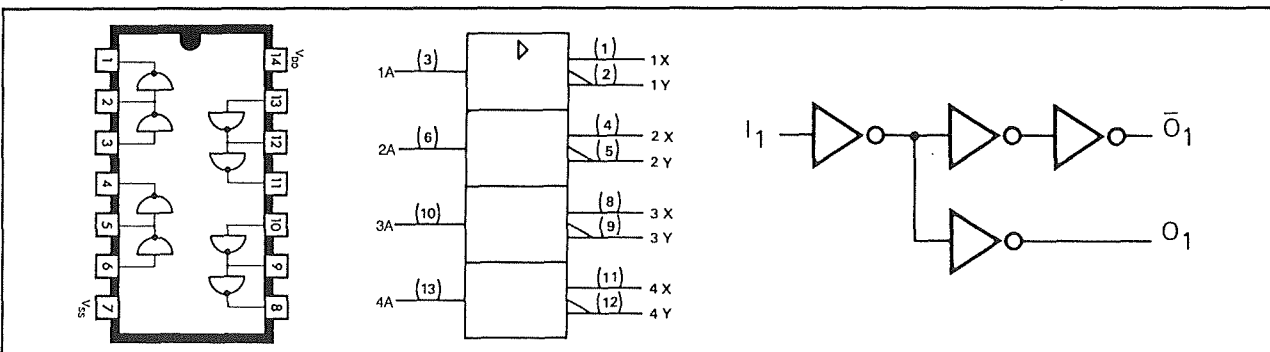 1
2
3
4
5
6
7
V_SS
14
V_DD
13
12
11
10
9
8
1A (3)
(1) 1X
(2) 1Y
2A (6)
(4) 2X
(5) 2Y
3A (10)
(8) 3X
(9) 3Y
4A (13)
(11) 4X
(12) 4Y
I₁
Ō₁
O₁